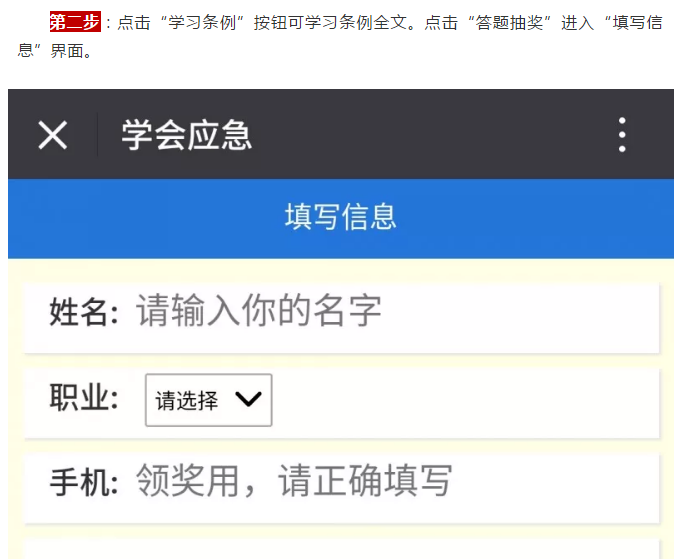 第二步：点击“学习条例”按钮可学习条例全文。点击“答题抽奖”进入“填写信
息”界面。
学会应急
填写信息
姓名: 请输入你的名字
职业: 请选择
手机: 领奖用，请正确填写